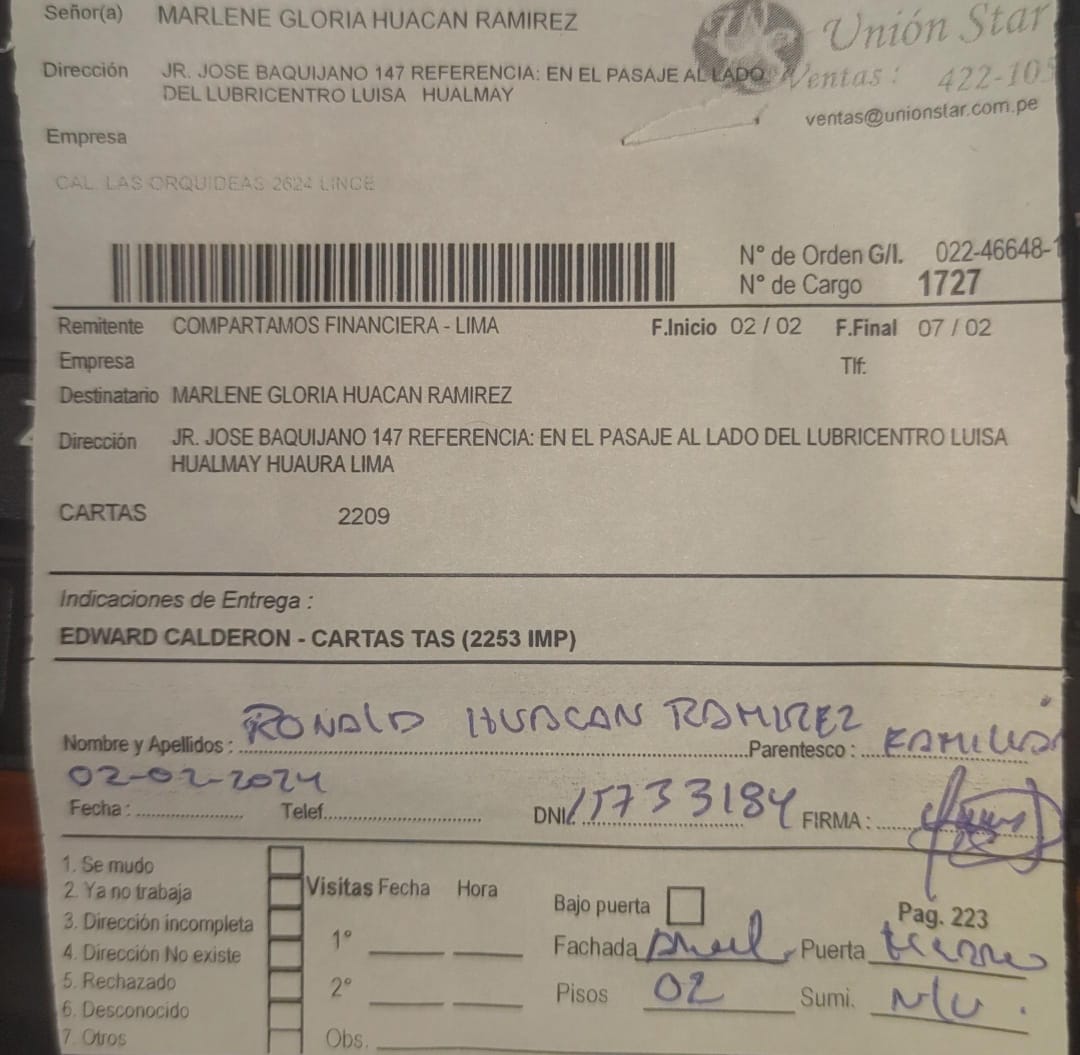 Señor(a) MARLENE GLORIA HUACAN RAMIREZ
Unión Star
Dirección JR. JOSE BAQUIJANO 147 REFERENCIA: EN EL PASAJE AL LADO
DEL LUBRICENTRO LUISA HUALMAY
Ventas: 422-105
ventas@unionstar.com.pe
Empresa
CAL. LAS ORQUIDEAS 2624 LINCE
N° de Orden G/I. 022-46648-1
N° de Cargo 1727
Remitente COMPARTAMOS FINANCIERA - LIMA F.Inicio 02 / 02 F.Final 07 / 02
Empresa Tlf:
Destinatario MARLENE GLORIA HUACAN RAMIREZ
Dirección JR. JOSE BAQUIJANO 147 REFERENCIA: EN EL PASAJE AL LADO DEL LUBRICENTRO LUISA
HUALMAY HUAURA LIMA
CARTAS 2209
Indicaciones de Entrega :
EDWARD CALDERON - CARTAS TAS (2253 IMP)
Nombre y Apellidos : RONALD HUACAN RAMIREZ Parentesco : FAMILIA
Fecha : 02-02-2024 Telef. DNI 15733184 FIRMA :
1. Se mudo
2. Ya no trabaja
3. Dirección incompleta
4. Dirección No existe
5. Rechazado
6. Desconocido
7. Otros
Visitas Fecha Hora
1°
2°
Obs.
Bajo puerta Pag. 223
Fachada Puerta
Pisos 02 Sumi. N/U